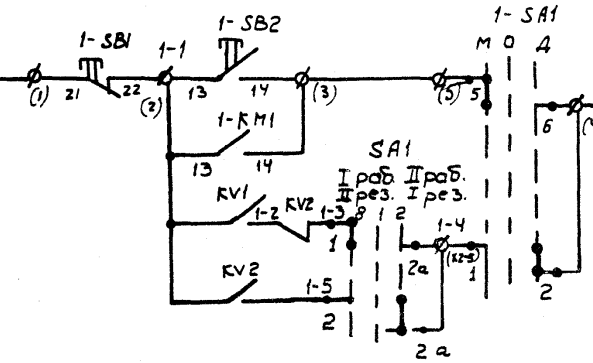 1-SA1
1-SB1 1-1 1-SB2 М О Д
(1) 21 22 (2) 13 14 (3) (5) 5 6
1-KM1
13 14
SA1
I раб. II раб.
II рез. I рез.
KV1 1-2 KV2 1-3 8 1 2 1-4
1 2а (х2-5) 1
KV2 1-5
2 2
2 а